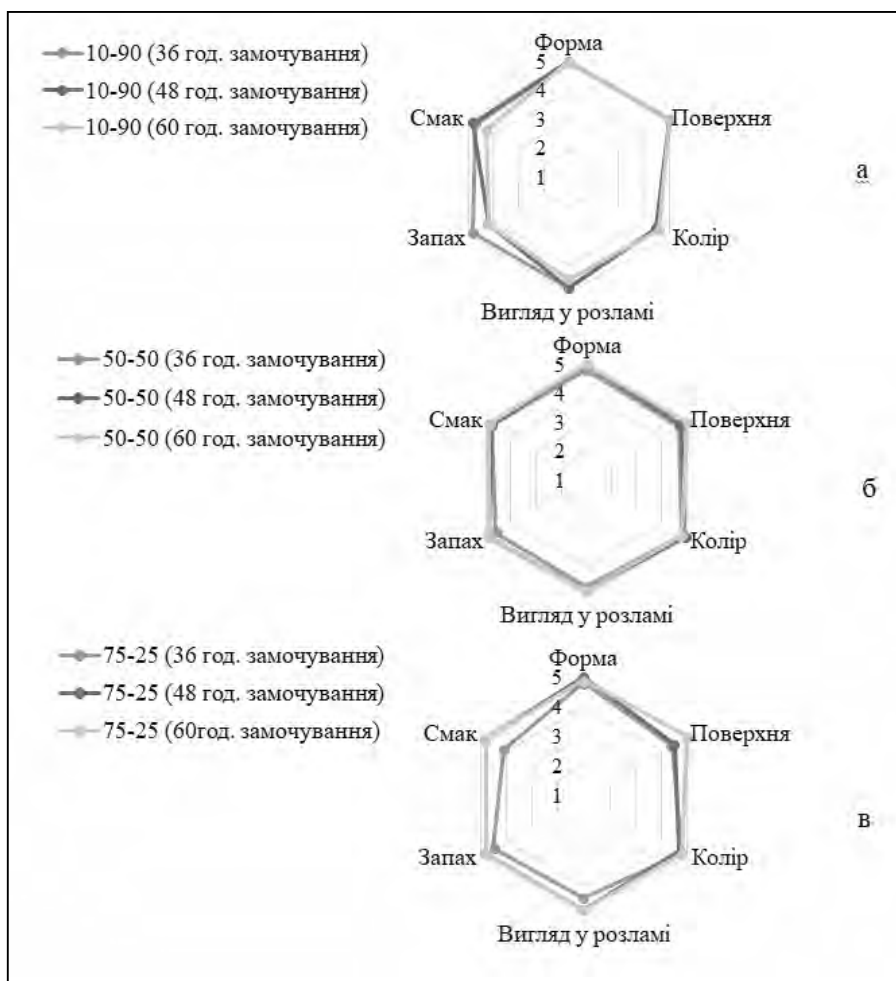 10-90 (36 год. замочування)
10-90 (48 год. замочування)
10-90 (60 год. замочування)
Форма
5
4
3
2
1
Смак
Поверхня
Запах
Колір
Вигляд у розламі
а
50-50 (36 год. замочування)
50-50 (48 год. замочування)
50-50 (60 год. замочування)
Форма
5
4
3
2
1
Смак
Поверхня
Запах
Колір
Вигляд у розламі
б
75-25 (36 год. замочування)
75-25 (48 год. замочування)
75-25 (60год. замочування)
Форма
5
4
3
2
1
Смак
Поверхня
Запах
Колір
Вигляд у розламі
в